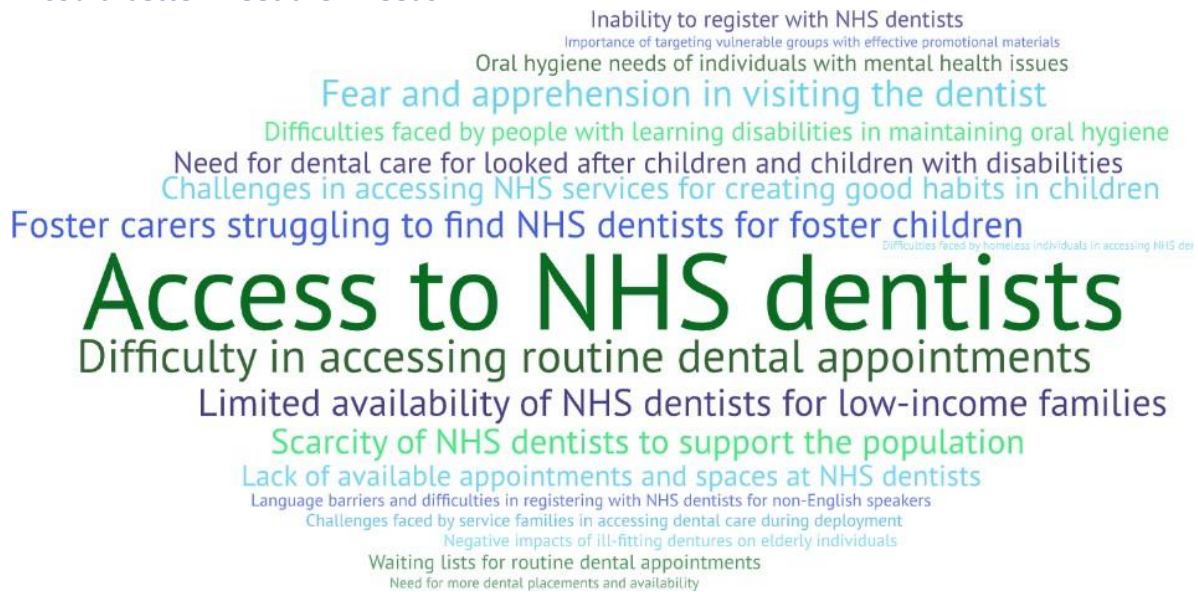 Inability to register with NHS dentists
Importance of targeting vulnerable groups with effective promotional materials
Oral hygiene needs of individuals with mental health issues
Fear and apprehension in visiting the dentist
Difficulties faced by people with learning disabilities in maintaining oral hygiene
Need for dental care for looked after children and children with disabilities
Challenges in accessing NHS services for creating good habits in children
Foster carers struggling to find NHS dentists for foster children
Difficulties faced by homeless individuals in accessing NHS
Access to NHS dentists
Difficulty in accessing routine dental appointments
Limited availability of NHS dentists for low-income families
Scarcity of NHS dentists to support the population
Lack of available appointments and spaces at NHS dentists
Language barriers and difficulties in registering with NHS dentists for non-English speakers
Challenges faced by service families in accessing dental care during deployment
Negative impacts of ill-fitting dentures on elderly individuals
Waiting lists for routine dental appointments
Need for more dental placements and availability